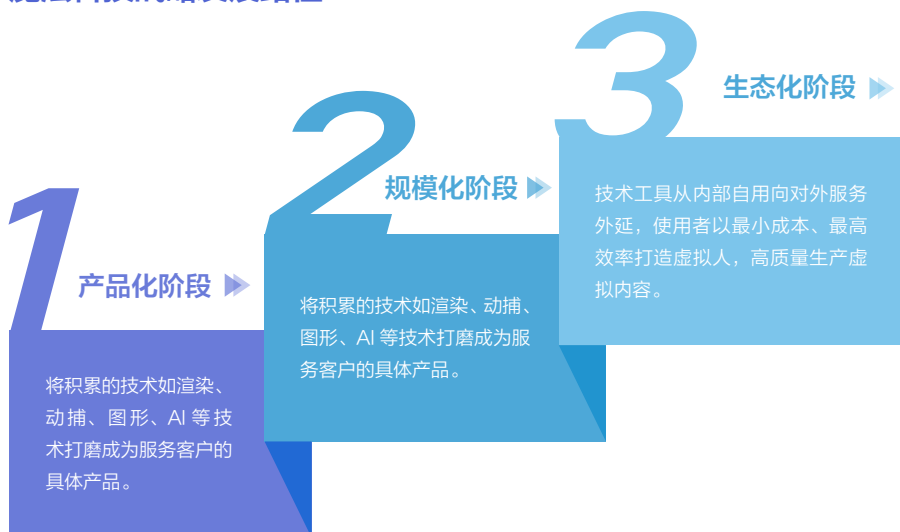 1
产品化阶段
将积累的技术如渲染、
动捕、图形、AI 等技
术打磨成为服务客户的
具体产品。
2
规模化阶段
将积累的技术如渲染、动捕、
图形、AI 等技术打磨成为服
务客户的具体产品。
3
生态化阶段
技术工具从内部自用向对外服务
外延，使用者以最小成本、最高
效率打造虚拟人，高质量生产虚
拟内容。